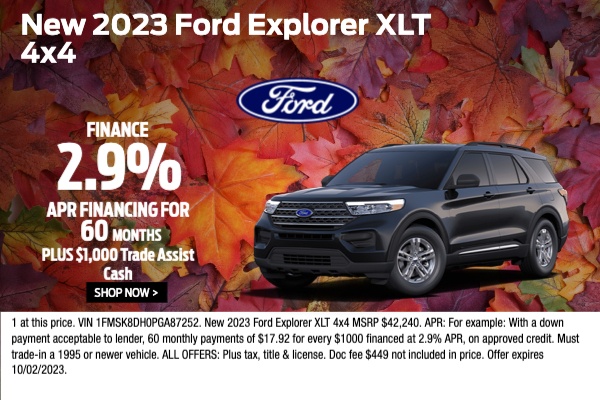 New 2023 Ford Explorer XLT
4x4
Ford
FINANCE
2.9%
APR FINANCING FOR
60 MONTHS
PLUS $1,000 Trade Assist
Cash
SHOP NOW >
1 at this price. VIN 1FMSK8DH0PGA87252. New 2023 Ford Explorer XLT 4x4 MSRP $42,240. APR: For example: With a down
payment acceptable to lender, 60 monthly payments of $17.92 for every $1000 financed at 2.9% APR, on approved credit. Must
trade-in a 1995 or newer vehicle. ALL OFFERS: Plus tax, title & license. Doc fee $449 not included in price. Offer expires
10/02/2023.